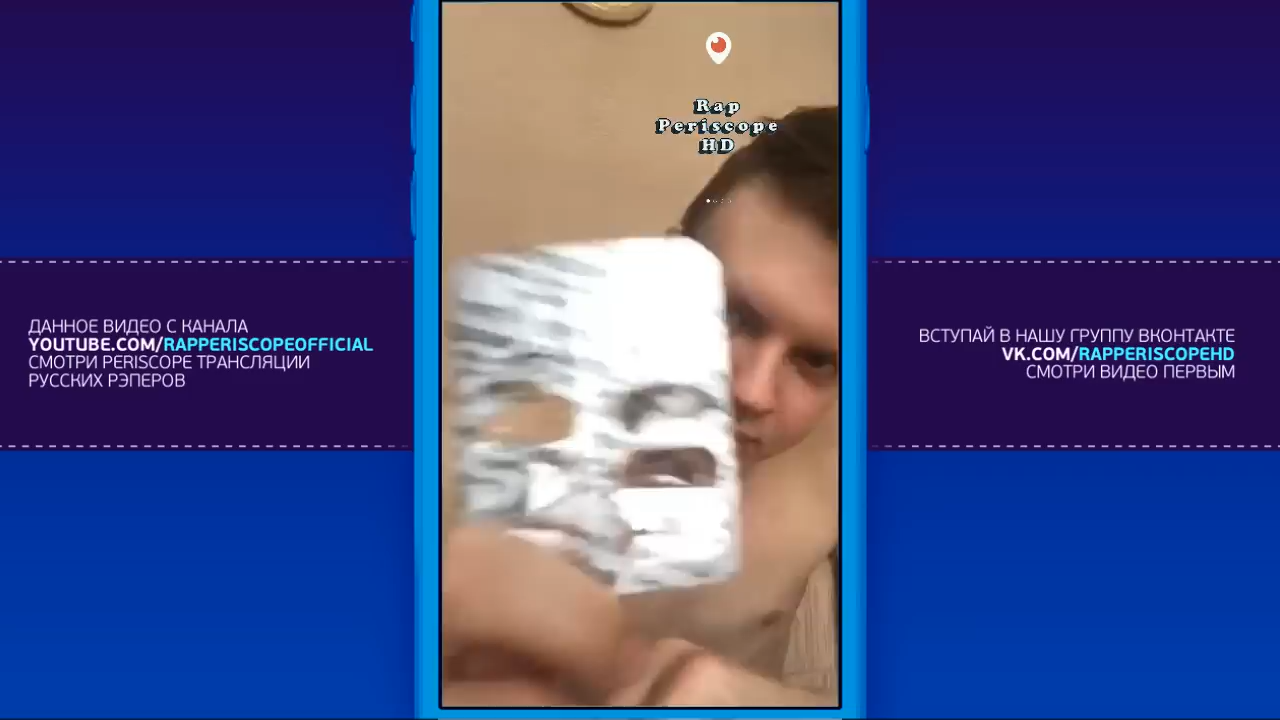 Rap
Periscope
HD
ДАННОЕ ВИДЕО С КАНАЛА
YOUTUBE.COM/RAPPERISCOPEOFFICIAL
СМОТРИ PERISCOPE ТРАНСЛЯЦИИ
РУССКИХ РЭПЕРОВ
ВСТУПАЙ В НАШУ ГРУППУ ВКОНТАКТЕ
VK.COM/RAPPERISCOPEHD
СМОТРИ ВИДЕО ПЕРВЫМ